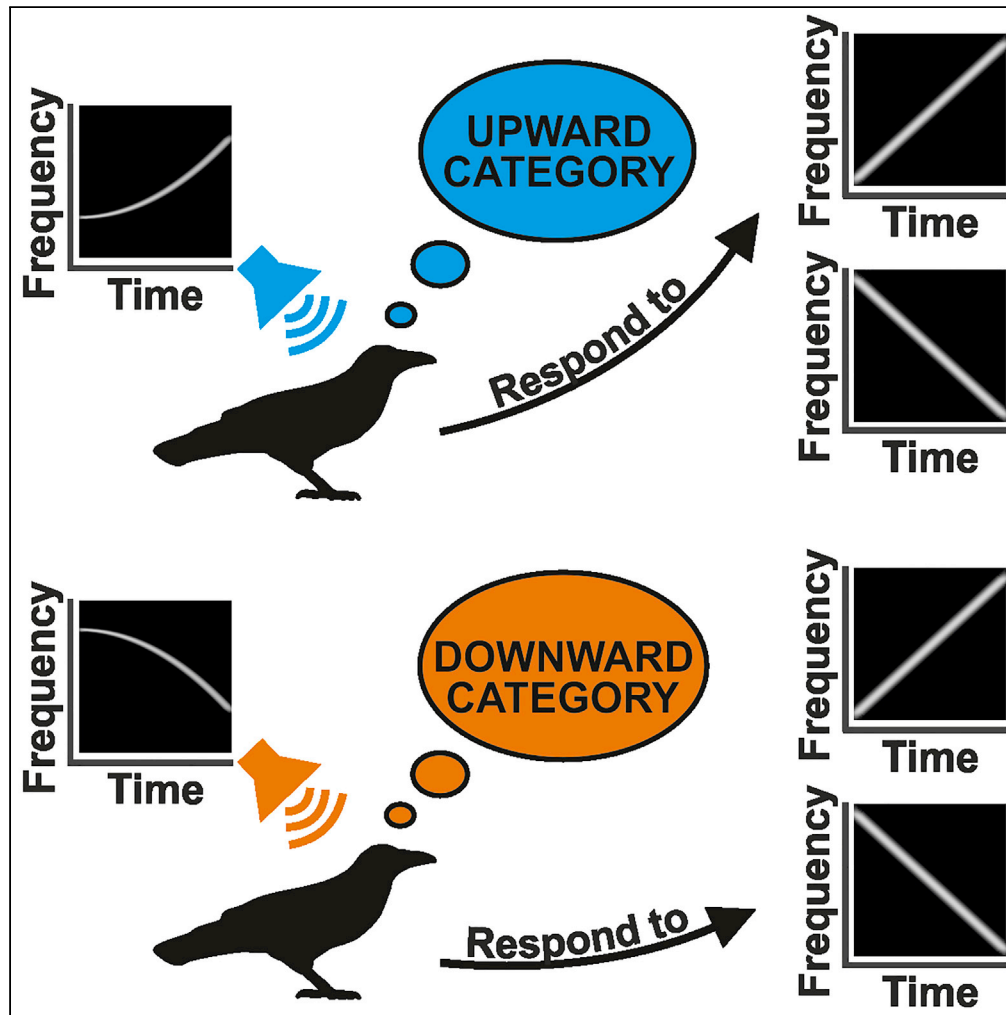 Frequency
Time
UPWARD
CATEGORY
Respond to
Frequency
Time
Frequency
Time
Frequency
Time
DOWNWARD
CATEGORY
Respond to
Frequency
Time
Frequency
Time